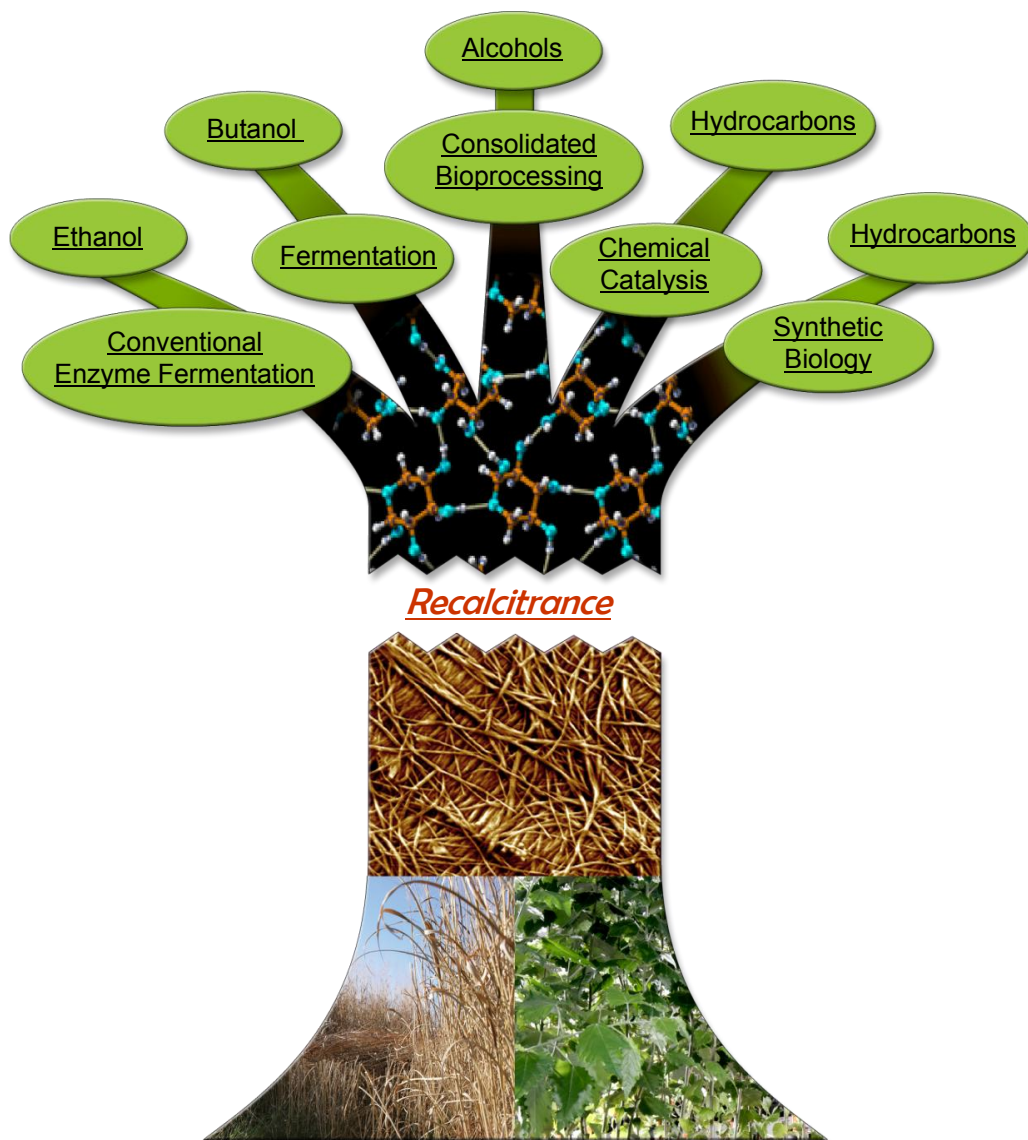 Alcohols
Butanol
Consolidated
Bioprocessing
Hydrocarbons
Ethanol
Fermentation
Chemical
Catalysis
Hydrocarbons
Conventional
Enzyme Fermentation
Synthetic
Biology
Recalcitrance